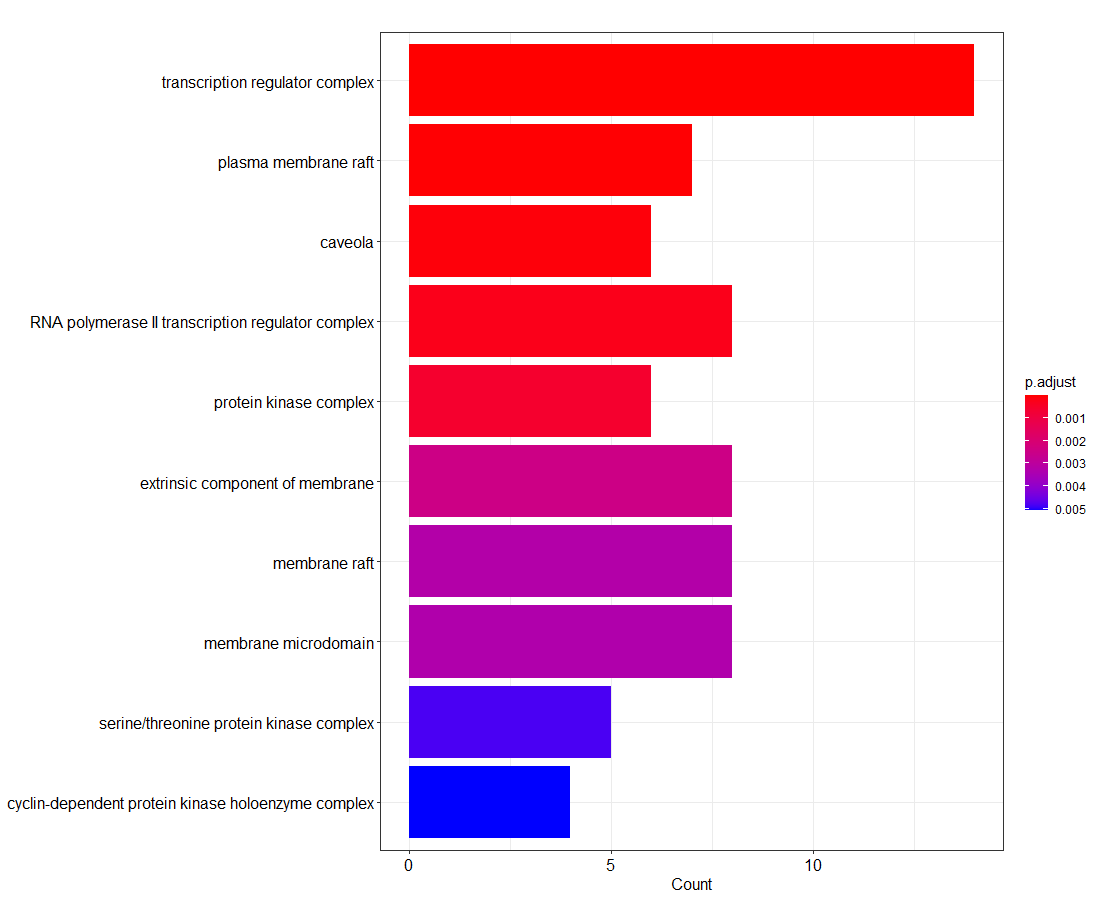 transcription regulator complex
plasma membrane raft
caveola
RNA polymerase II transcription regulator complex
protein kinase complex
extrinsic component of membrane
membrane raft
membrane microdomain
serine/threonine protein kinase complex
cyclin-dependent protein kinase holoenzyme complex
0 5 10
Count
p.adjust
0.001
0.002
0.003
0.004
0.005